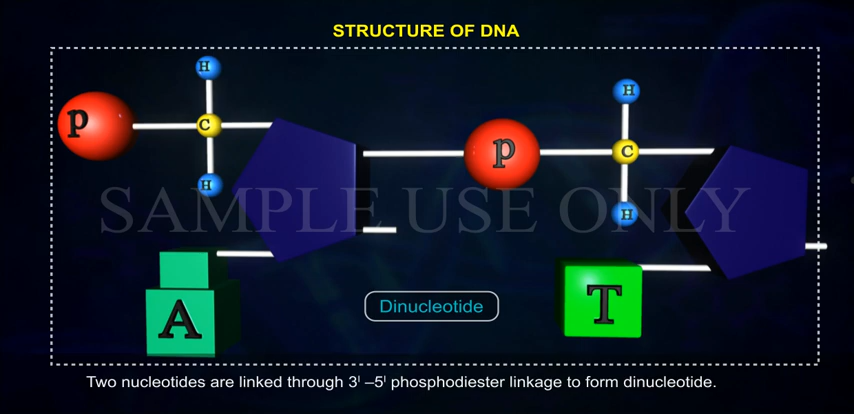 STRUCTURE OF DNA
H
H
P C P C
SAMPLE USE ONLY
H
H
A
Dinucleotide
T
Two nucleotides are linked through 3ˡ –5ˡ phosphodiester linkage to form dinucleotide.